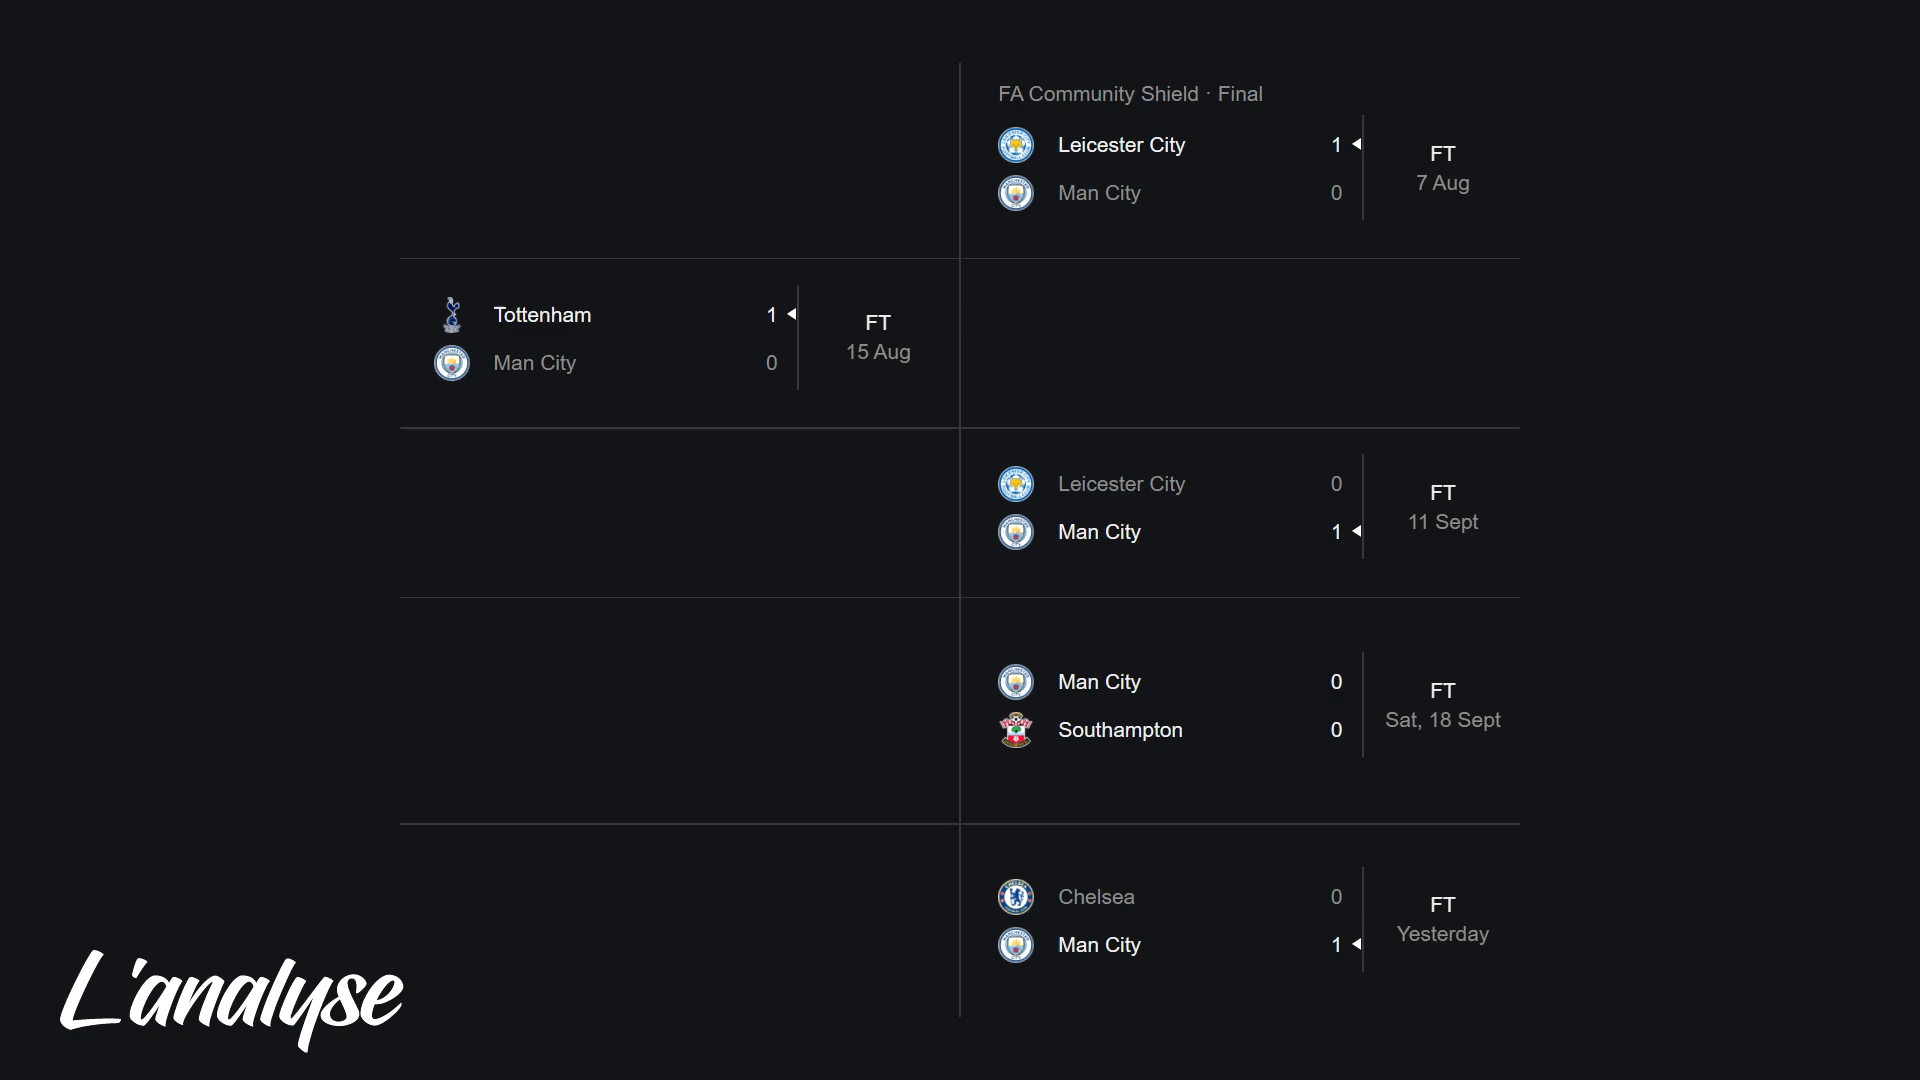 FA Community Shield · Final
Leicester City 1
Man City 0
FT
7 Aug
Tottenham 1
Man City 0
FT
15 Aug
Leicester City 0
Man City 1
FT
11 Sept
Man City 0
Southampton 0
FT
Sat, 18 Sept
Chelsea 0
Man City 1
FT
Yesterday
L'analyse